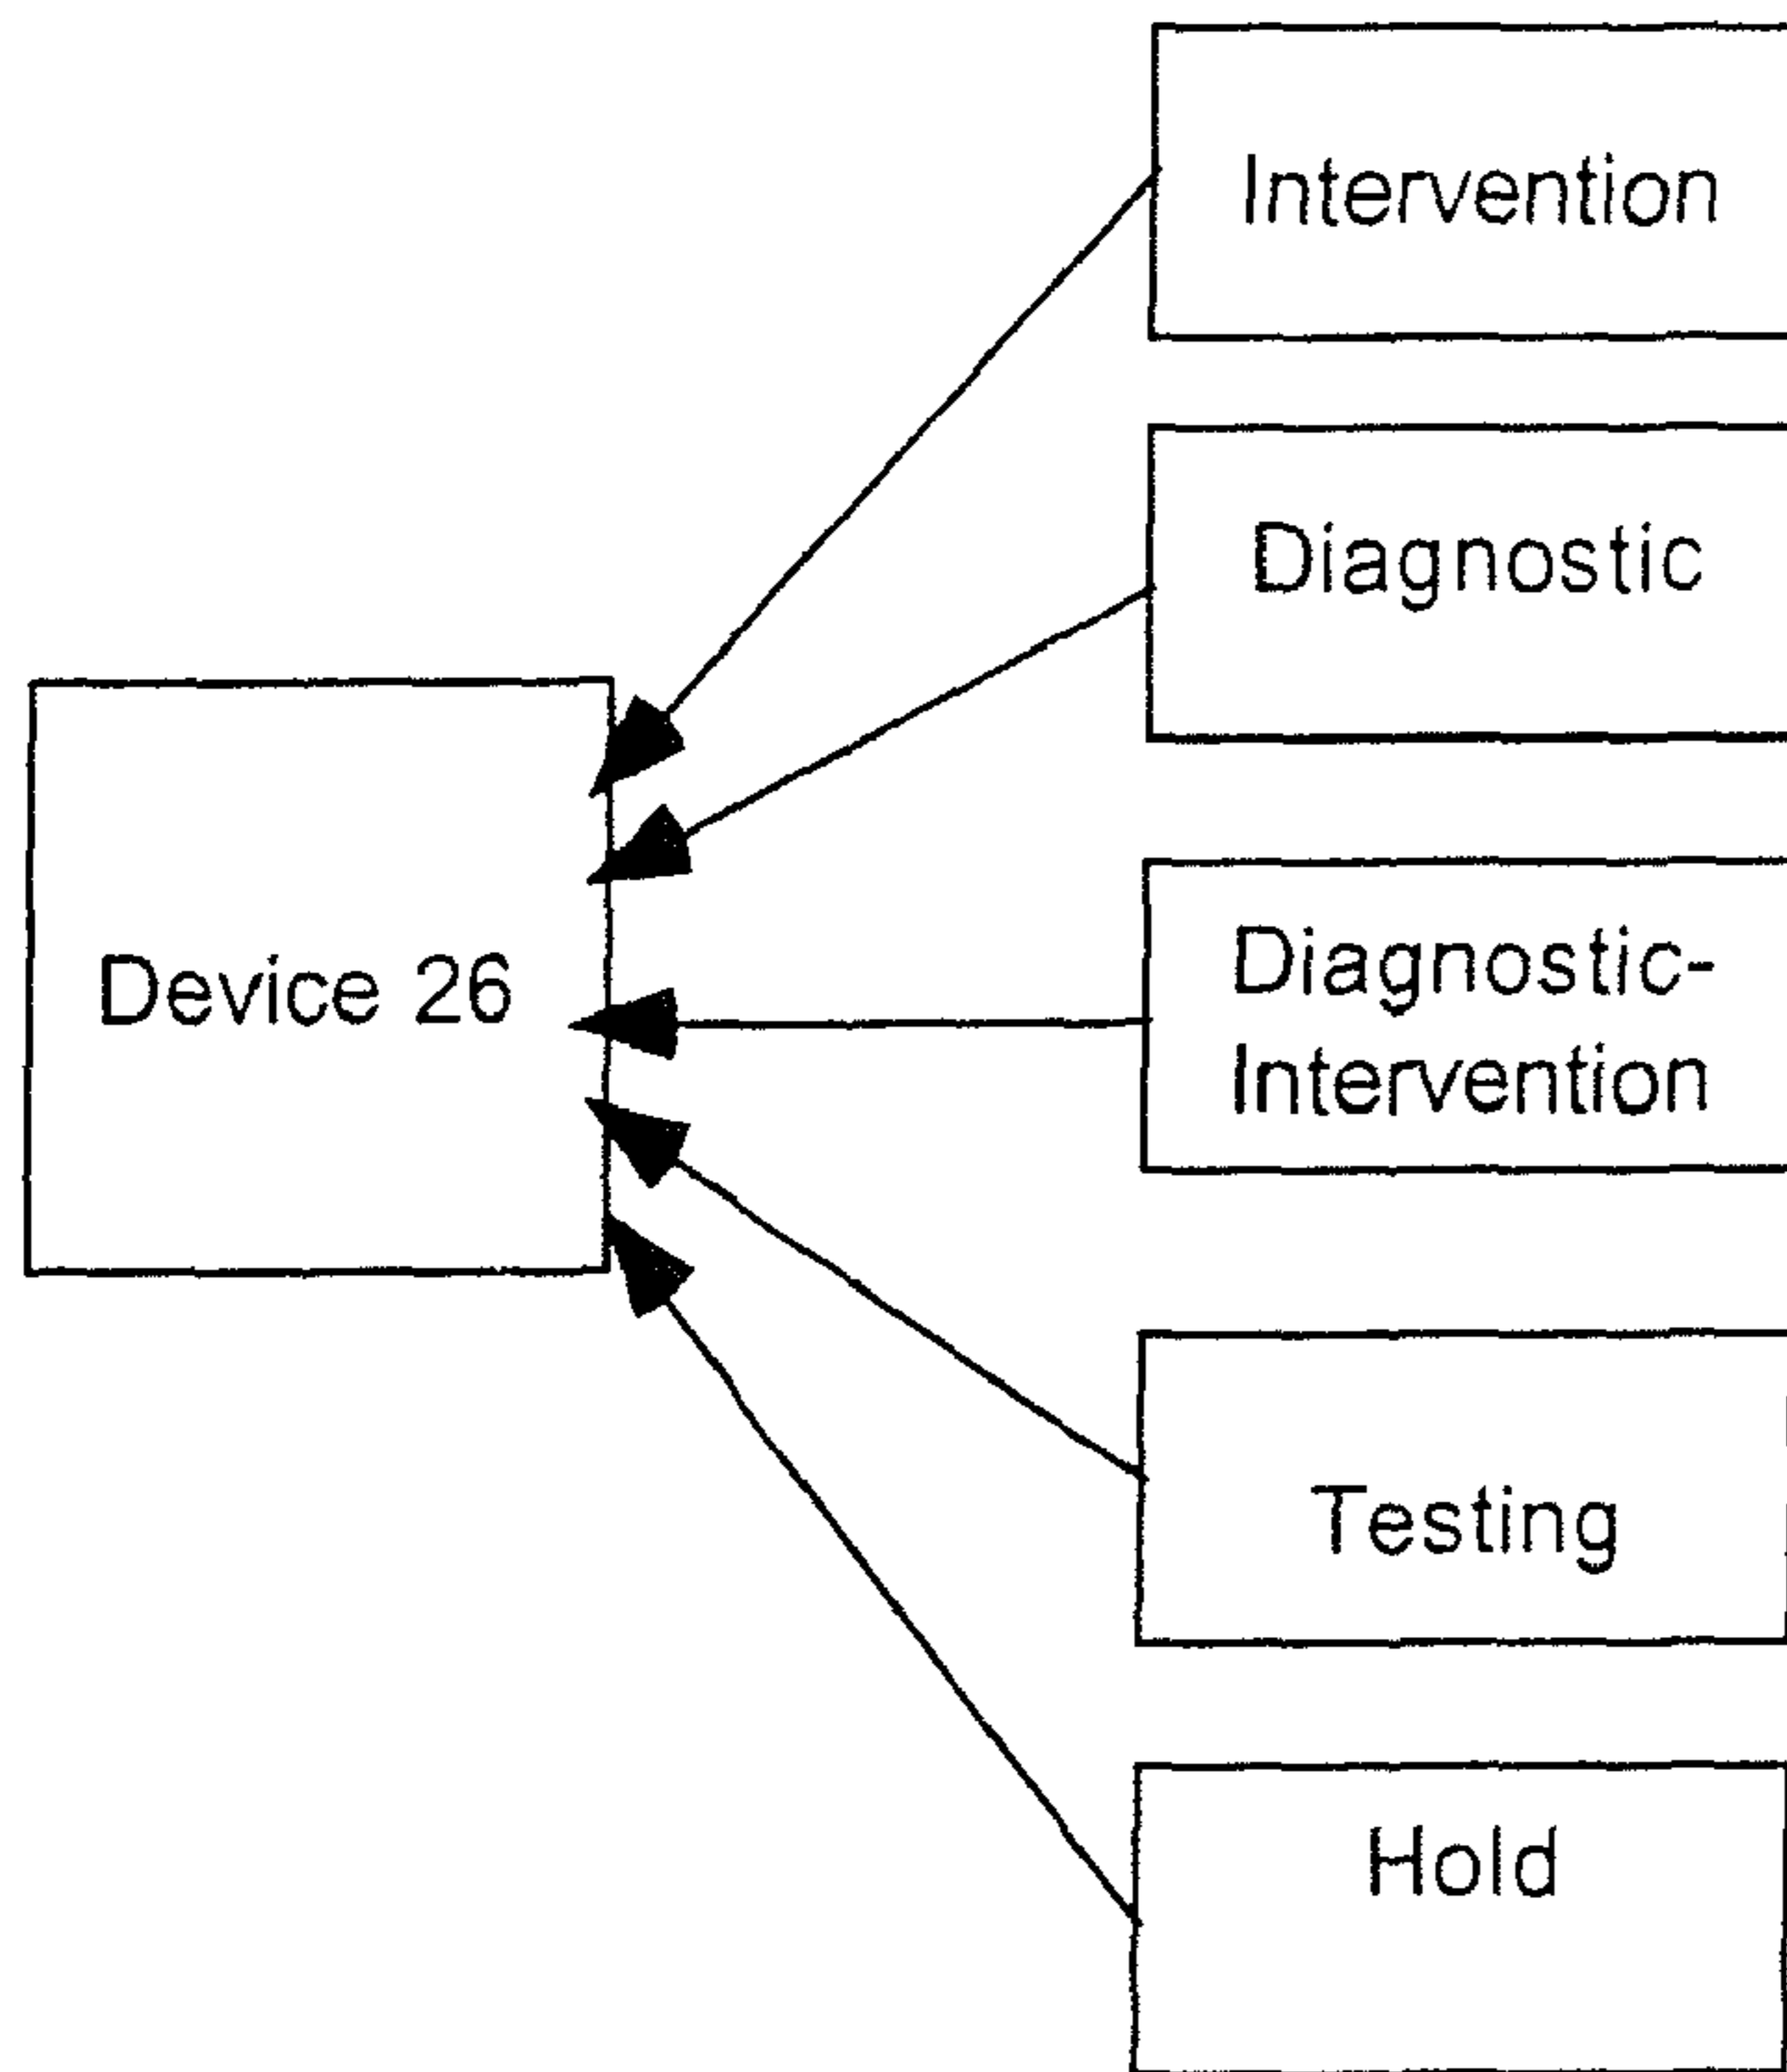 Intervention
Diagnostic
Device 26
Diagnostic-
Intervention
Testing
Hold